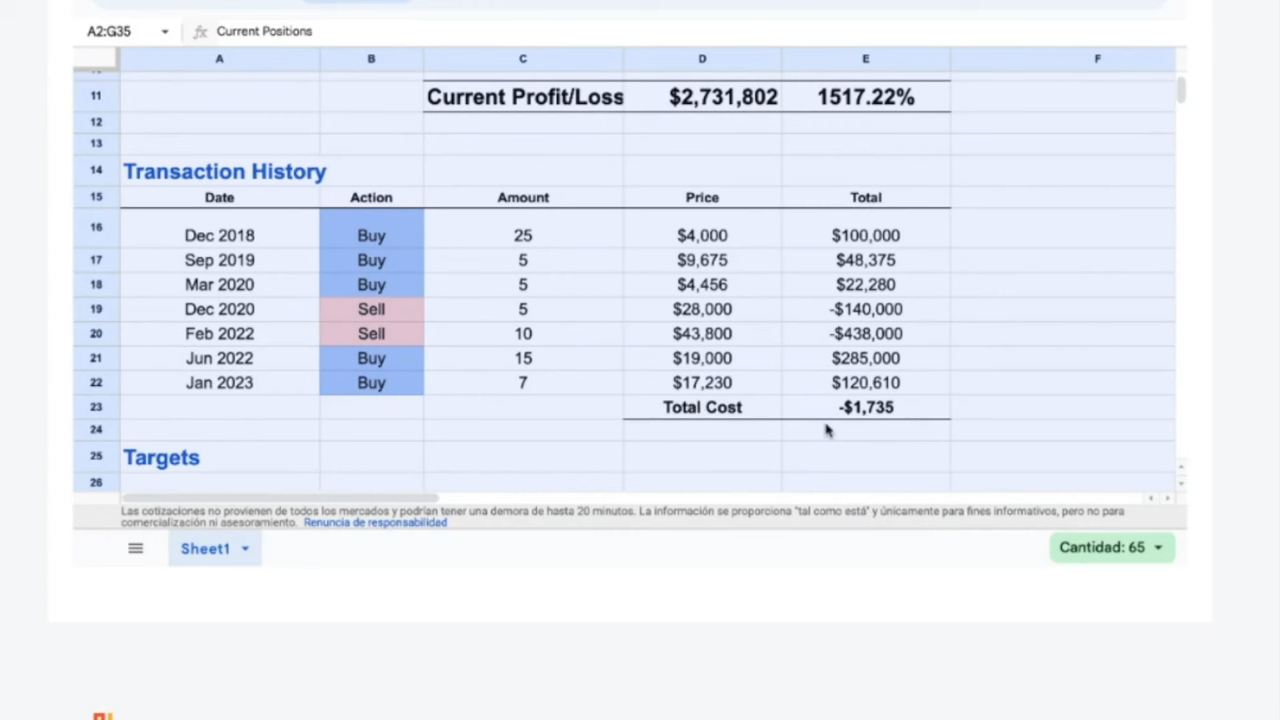 A2:G35 fx Current Positions
A B C D E F
11 Current Profit/Loss $2,731,802 1517.22%
12
13
14 Transaction History
15 Date Action Amount Price Total
16 Dec 2018 Buy 25 $4,000 $100,000
17 Sep 2019 Buy 5 $9,675 $48,375
18 Mar 2020 Buy 5 $4,456 $22,280
19 Dec 2020 Sell 5 $28,000 -$140,000
20 Feb 2022 Sell 10 $43,800 -$438,000
21 Jun 2022 Buy 15 $19,000 $285,000
22 Jan 2023 Buy 7 $17,230 $120,610
23 Total Cost -$1,735
24
25 Targets
26
Las cotizaciones no provienen de todos los mercados y podrían tener una demora de hasta 20 minutos. La información se proporciona "tal como está" y únicamente para fines informativos, pero no para
comercialización ni asesoramiento. Renuncia de responsabilidad
Sheet1 Cantidad: 65